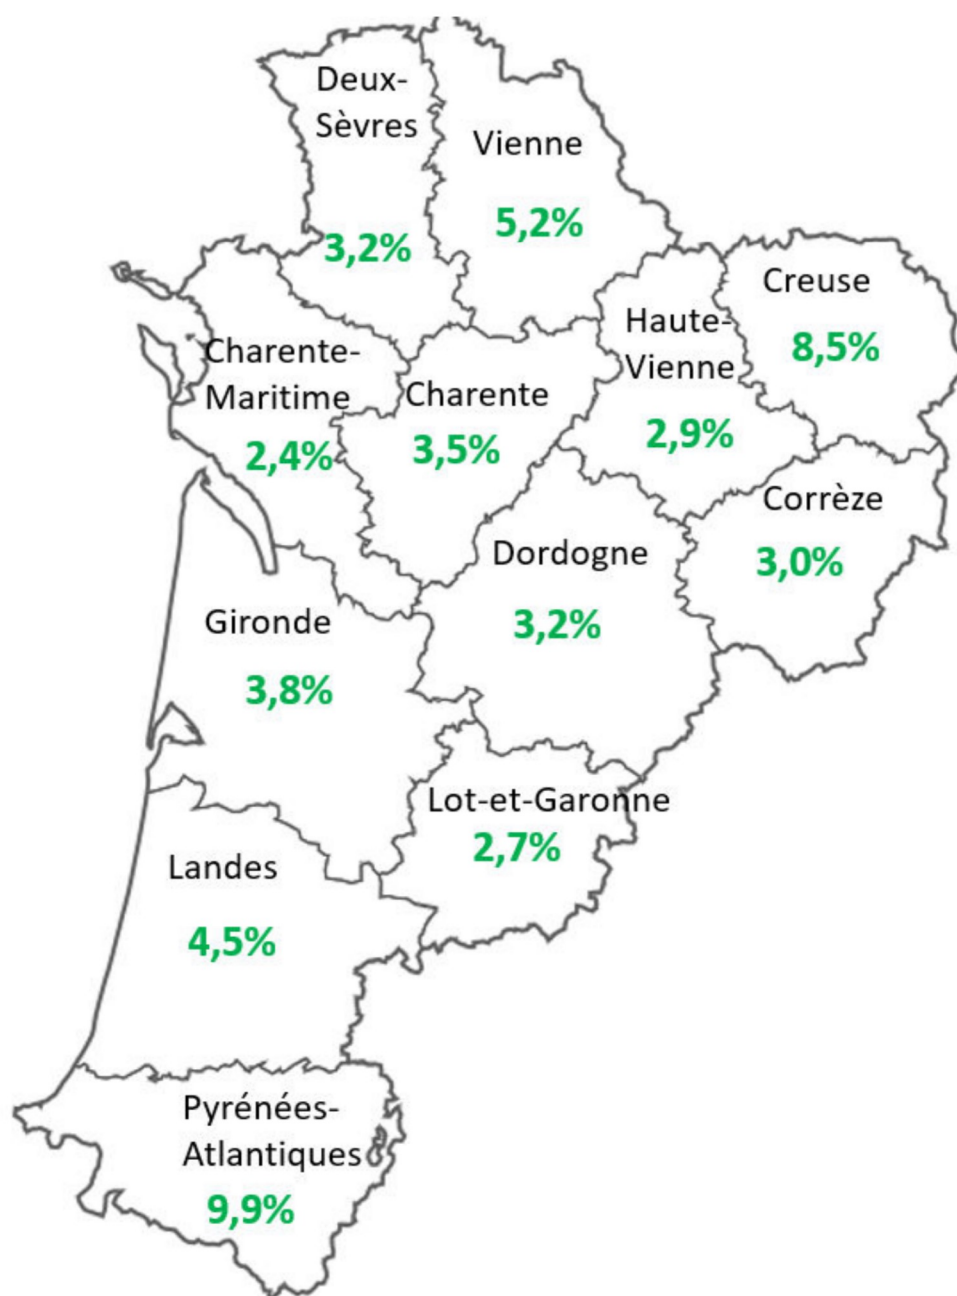 Deux-
Sèvres
3,2%
Vienne
5,2%
Creuse
8,5%
Haute-
Vienne
2,9%
Charente-
Maritime
2,4%
Charente
3,5%
Corrèze
3,0%
Dordogne
3,2%
Gironde
3,8%
Lot-et-Garonne
2,7%
Landes
4,5%
Pyrénées-
Atlantiques
9,9%